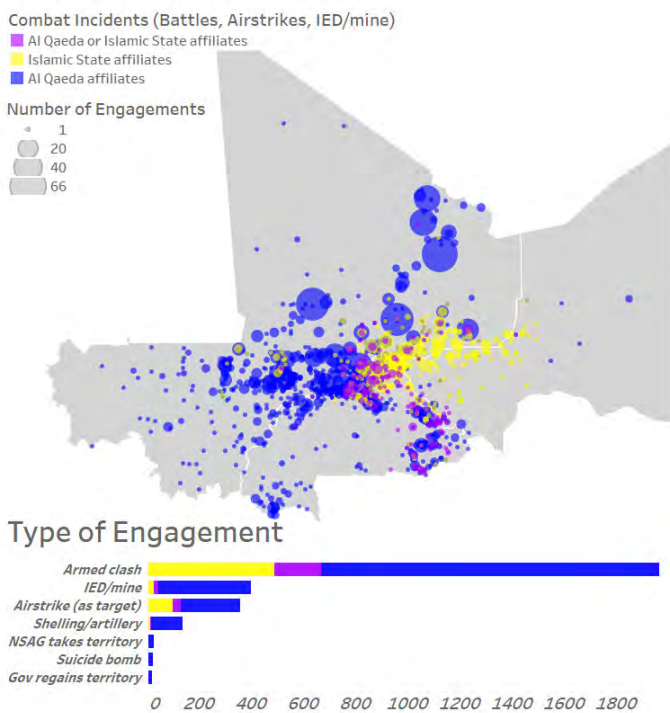 Combat Incidents (Battles, Airstrikes, IED/mine)
Al Qaeda or Islamic State affiliates
Islamic State affiliates
Al Qaeda affiliates
Number of Engagements
1
20
40
66
Type of Engagement
Armed clash
IED/mine
Airstrike (as target)
Shelling/artillery
NSAG takes territory
Suicide bomb
Gov regains territory
0 200 400 600 800 1000 1200 1400 1600 1800